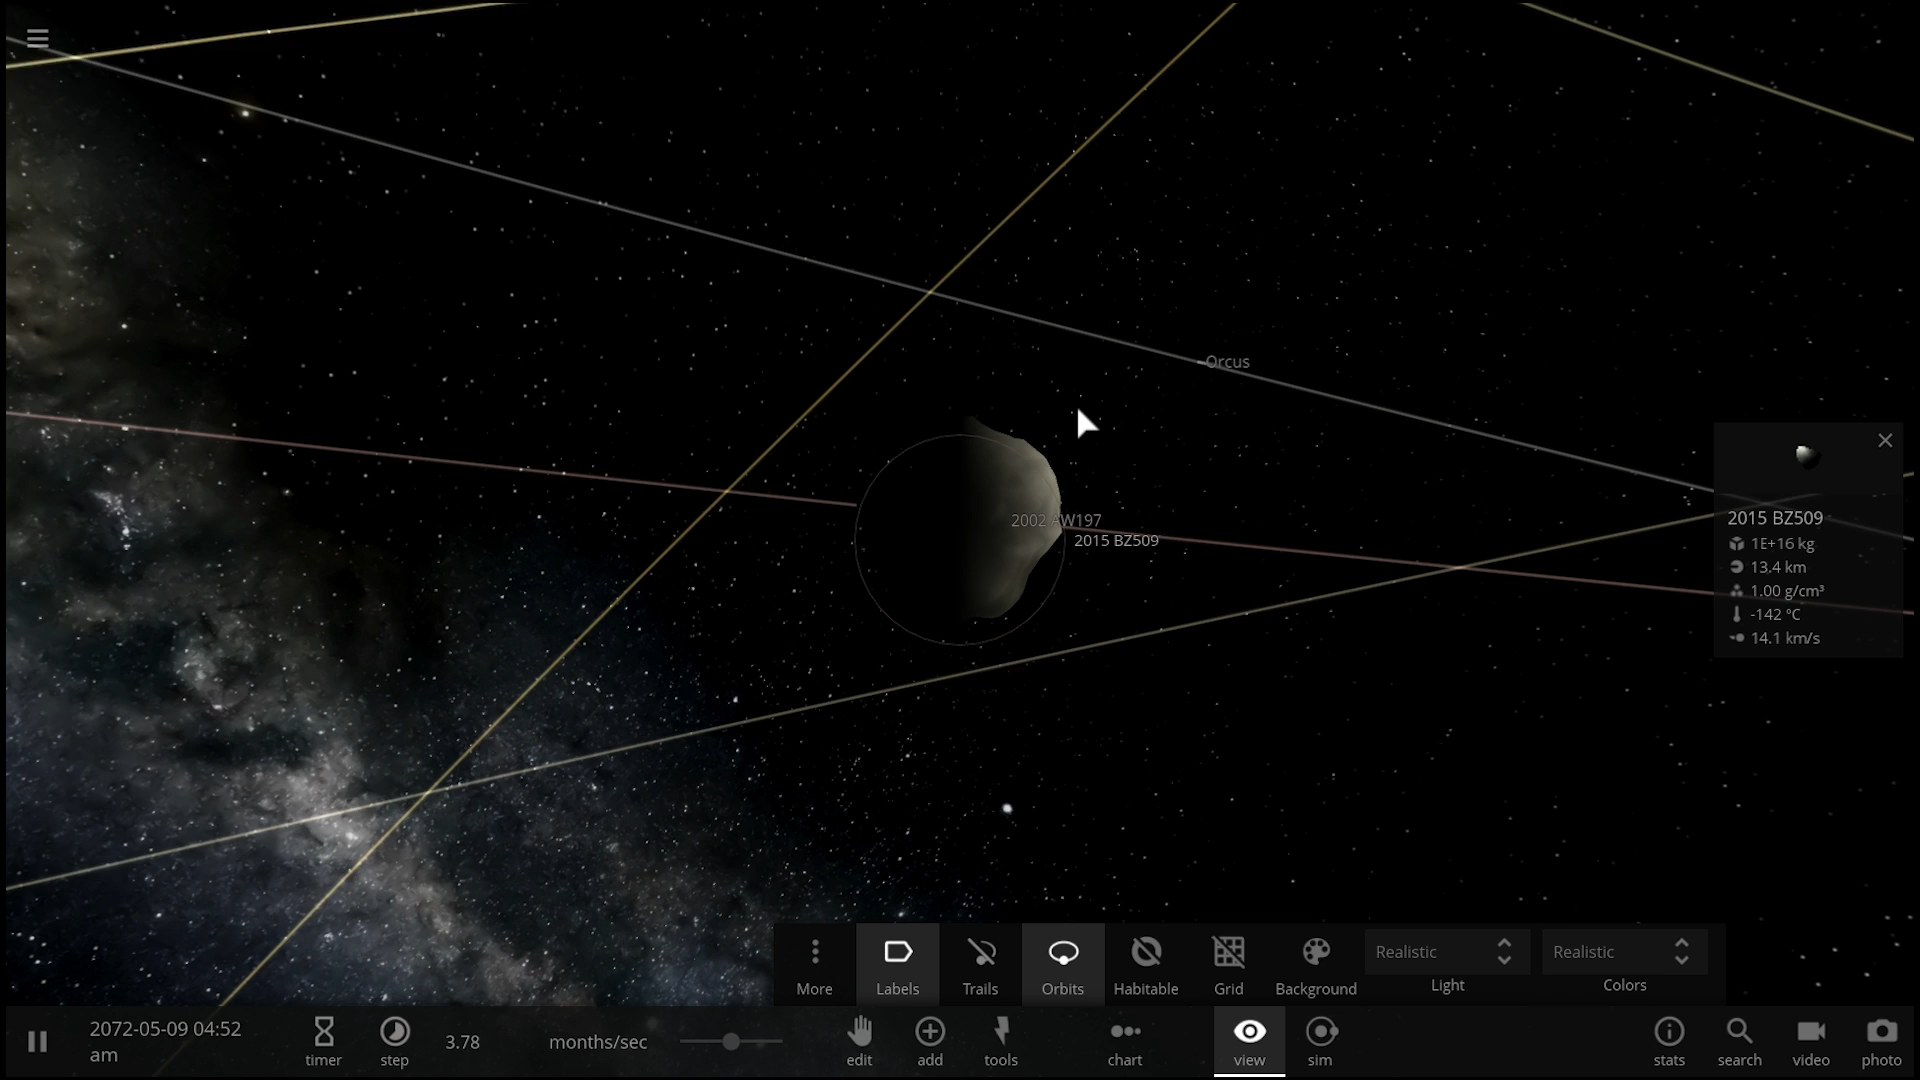 Orcus
2002 AW197
2015 BZ509
2015 BZ509
1E+16 kg
13.4 km
1.00 g/cm³
-142 °C
14.1 km/s
Realistic
Realistic
More
Labels
Trails
Orbits
Habitable
Grid
Background
Light
Colors
2072-05-09 04:52
am
timer
step
3.78
months/sec
edit
add
tools
chart
view
sim
stats
search
video
photo